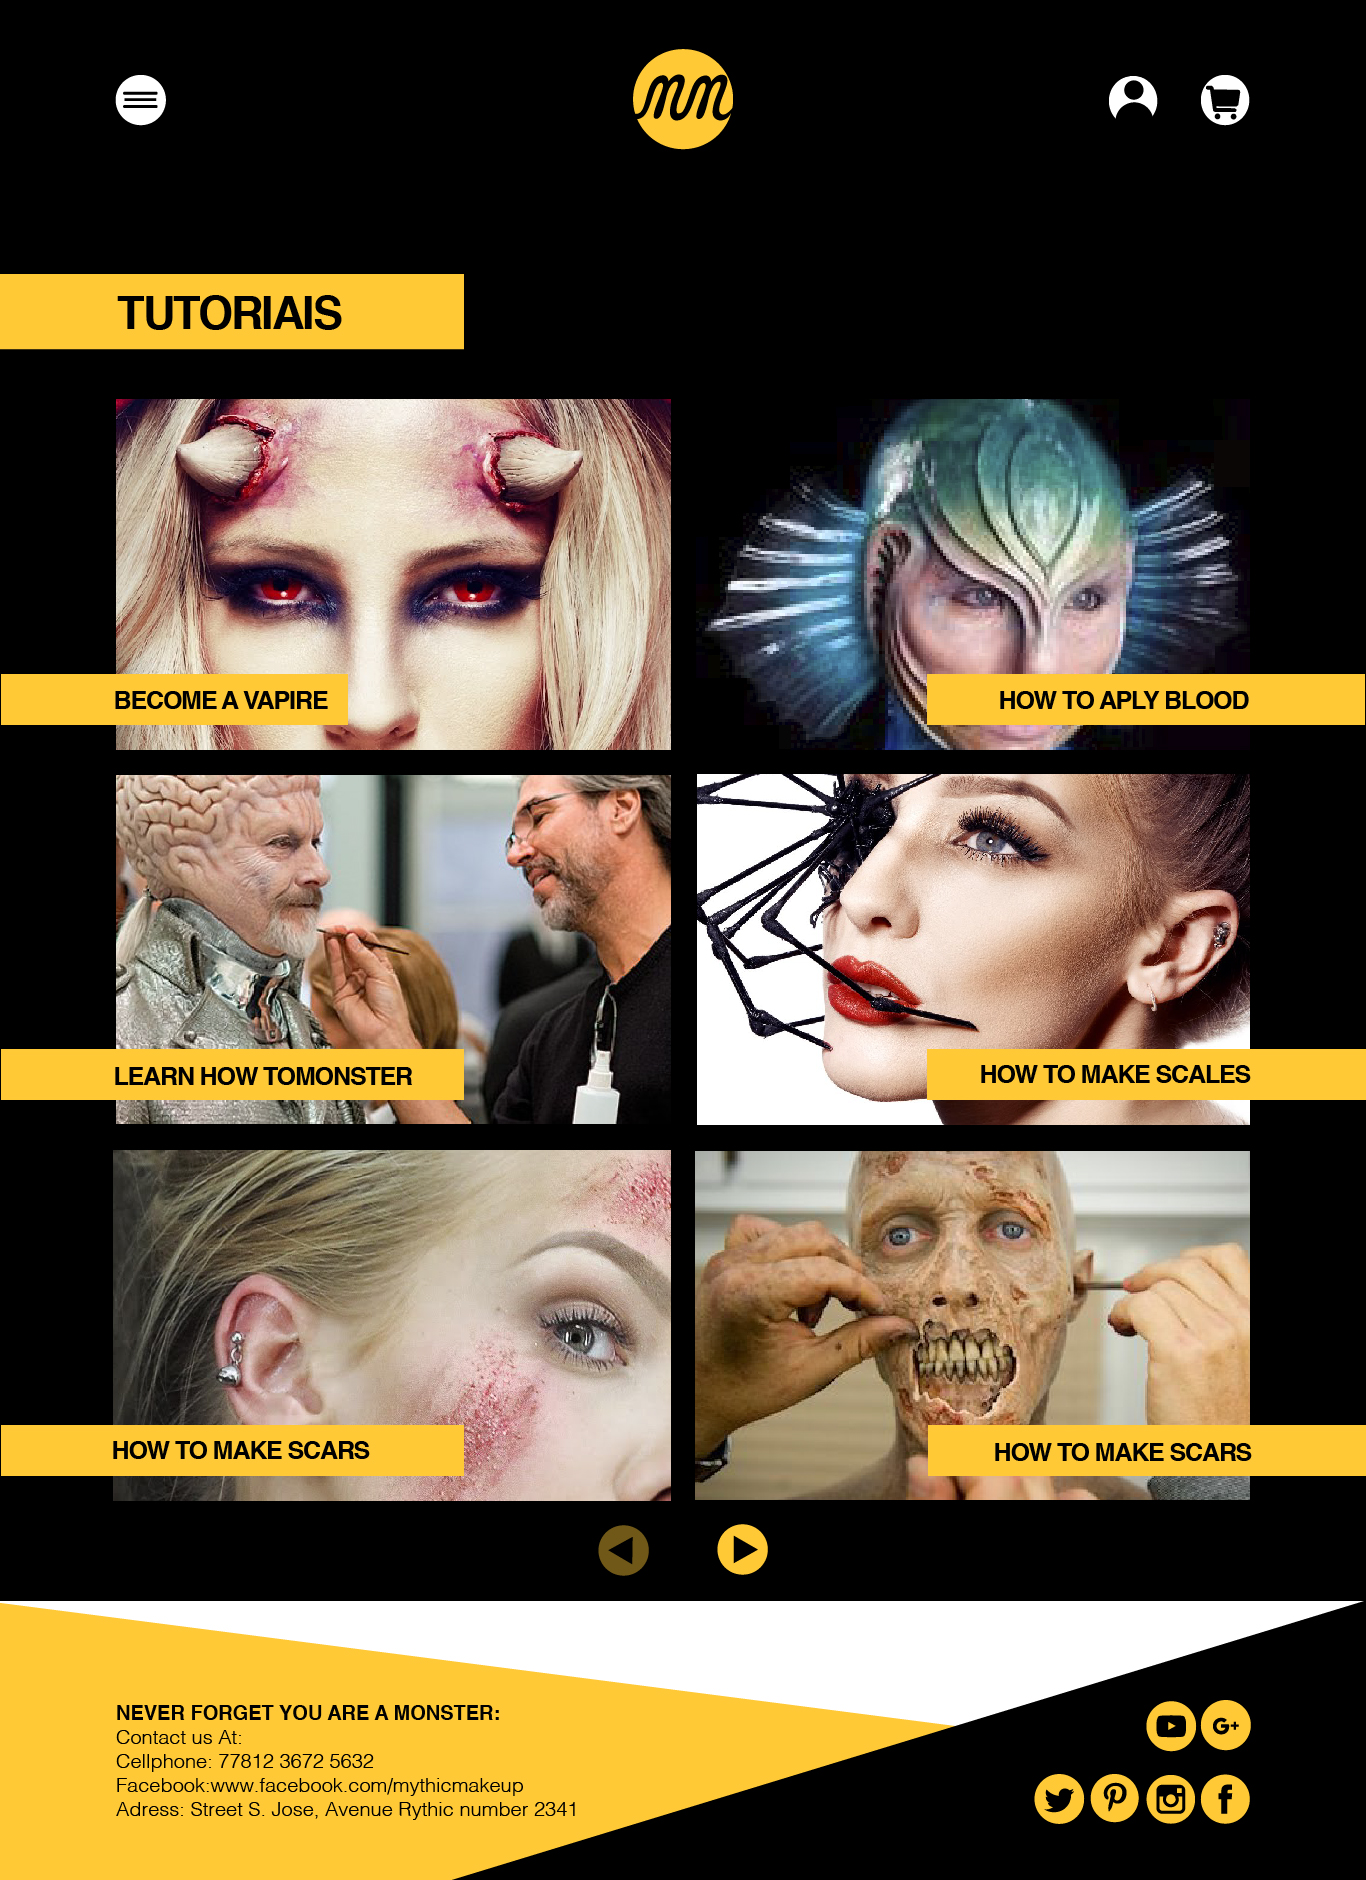 mm
TUTORIAIS
BECOME A VAPIRE
HOW TO APLY BLOOD
LEARN HOW TOMONSTER
HOW TO MAKE SCALES
HOW TO MAKE SCARS
HOW TO MAKE SCARS
NEVER FORGET YOU ARE A MONSTER:
Contact us At:
Cellphone: 77812 3672 5632
Facebook:www.facebook.com/mythicmakeup
Adress: Street S. Jose, Avenue Rythic number 2341